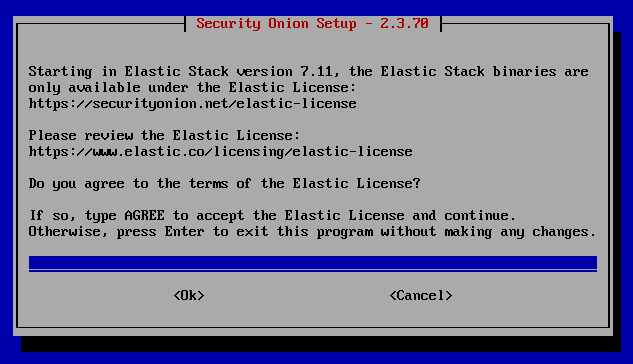 Security Onion Setup - 2.3.70
Starting in Elastic Stack version 7.11, the Elastic Stack binaries are
only available under the Elastic License:
https://securityonion.net/elastic-license
Please review the Elastic License:
https://www.elastic.co/licensing/elastic-license
Do you agree to the terms of the Elastic License?
If so, type AGREE to accept the Elastic License and continue.
Otherwise, press Enter to exit this program without making any changes.
<Ok> <Cancel>